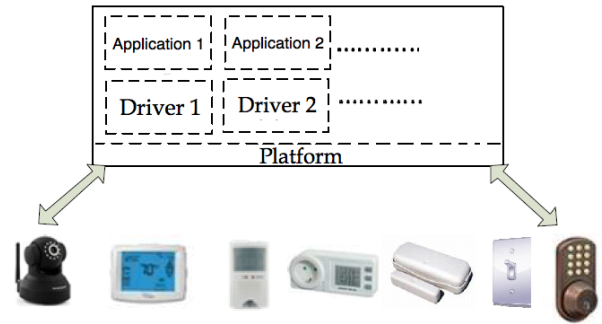 Application 1
Application 2
Driver 1
Driver 2
Platform